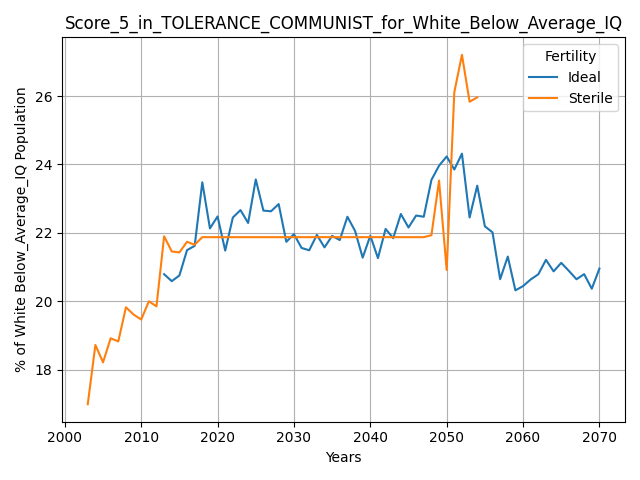 Score_5_in_TOLERANCE_COMMUNIST_for_White_Below_Average_IQ
% of White Below_Average_IQ Population
26
24
22
20
18
Fertility
Ideal
Sterile
2000 2010 2020 2030 2040 2050 2060 2070
Years